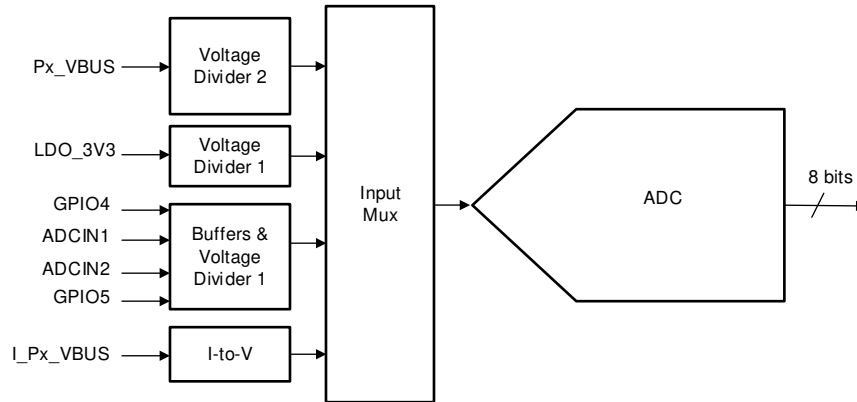 Px_VBUS
Voltage
Divider 2
LDO_3V3
Voltage
Divider 1
GPIO4
ADCIN1
ADCIN2
GPIO5
Buffers &
Voltage
Divider 1
I_Px_VBUS
I-to-V
Input
Mux
ADC
8 bits